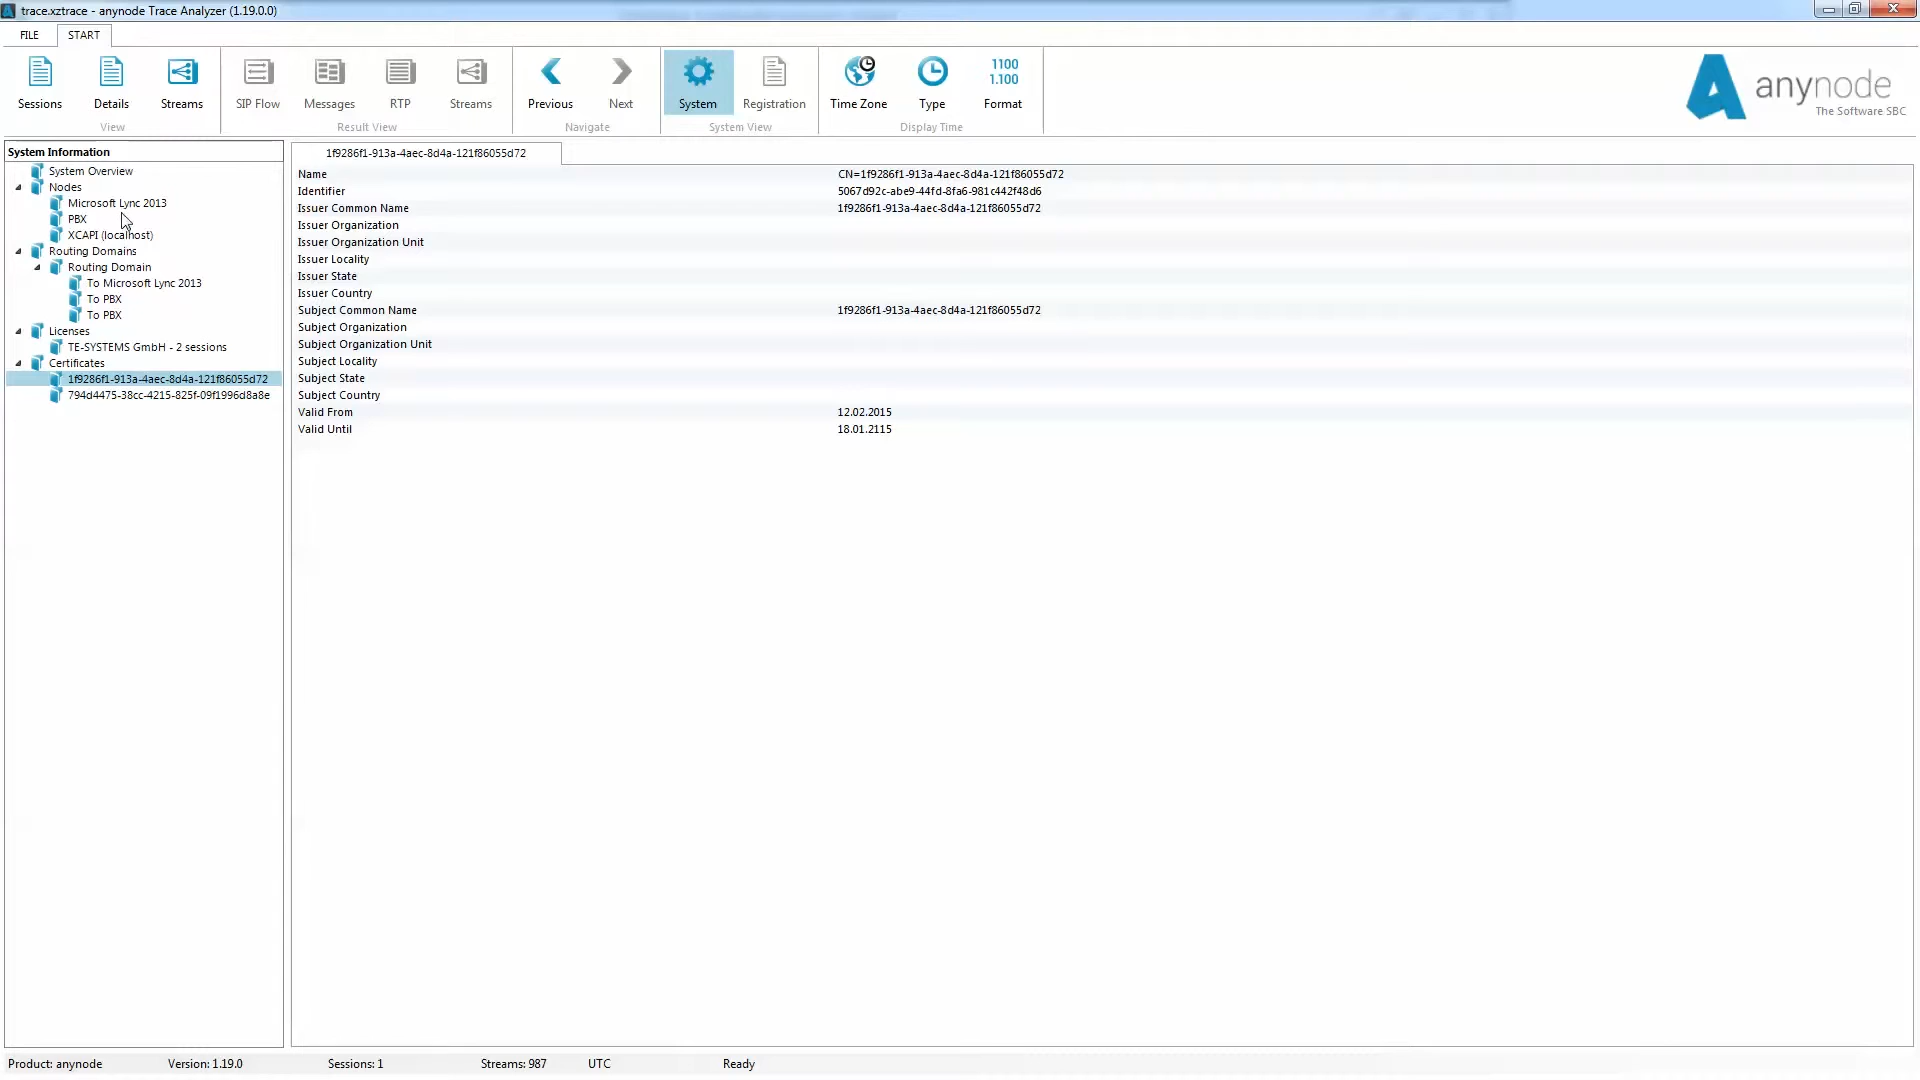 trace.xztrace - anynode Trace Analyzer (1.19.0.0)
FILE START
Sessions Details Streams SIP Flow Messages RTP Streams Previous Next System Registration Time Zone Type 1100 1.100 Format
View Result View Navigate System View Display Time
anynode
The Software SBC
System Information
System Overview
Nodes
Microsoft Lync 2013
PBX
XCAPI (localhost)
Routing Domains
Routing Domain
To Microsoft Lync 2013
To PBX
To PBX
Licenses
TE-SYSTEMS GmbH - 2 sessions
Certificates
1f9286f1-913a-4aec-8d4a-121f86055d72
794d4475-38cc-4215-825f-09f1996d8a8e
1f9286f1-913a-4aec-8d4a-121f86055d72
Name CN=1f9286f1-913a-4aec-8d4a-121f86055d72
Identifier 5067d92c-abe9-44fd-8fa6-981c442f48d6
Issuer Common Name 1f9286f1-913a-4aec-8d4a-121f86055d72
Issuer Organization
Issuer Organization Unit
Issuer Locality
Issuer State
Issuer Country
Subject Common Name 1f9286f1-913a-4aec-8d4a-121f86055d72
Subject Organization
Subject Organization Unit
Subject Locality
Subject State
Subject Country
Valid From 12.02.2015
Valid Until 18.01.2115
Product: anynode Version: 1.19.0 Sessions: 1 Streams: 987 UTC Ready